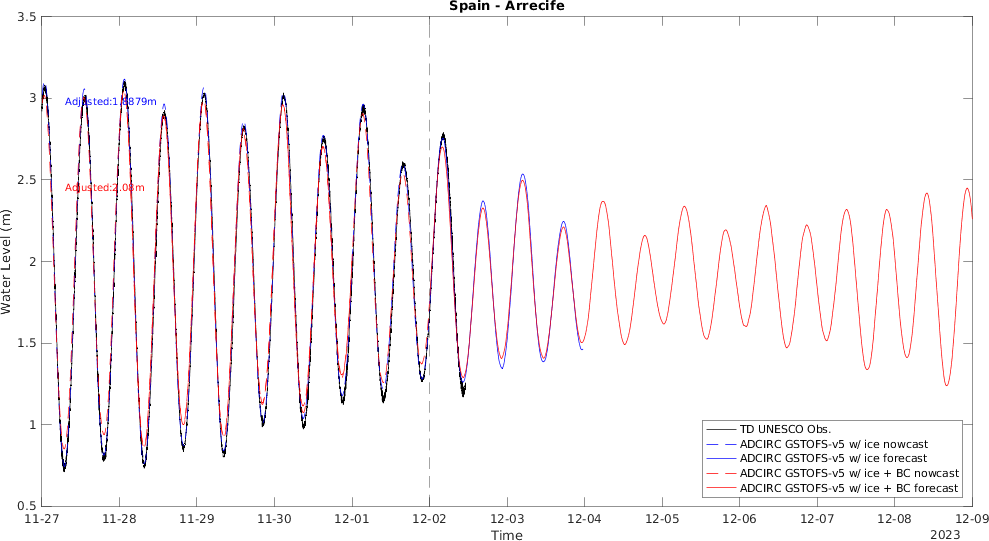 Spain - Arrecife
3.5
3
2.5
2
1.5
1
0.5
Water Level (m)
Adjusted:1.8879m
Adjusted:2.08m
TD UNESCO Obs.
ADCIRC GSTOFS-v5 w/ ice nowcast
ADCIRC GSTOFS-v5 w/ ice forecast
ADCIRC GSTOFS-v5 w/ ice + BC nowcast
ADCIRC GSTOFS-v5 w/ ice + BC forecast
11-27 11-28 11-29 11-30 12-01 12-02 12-03 12-04 12-05 12-06 12-07 12-08 12-09
Time
2023